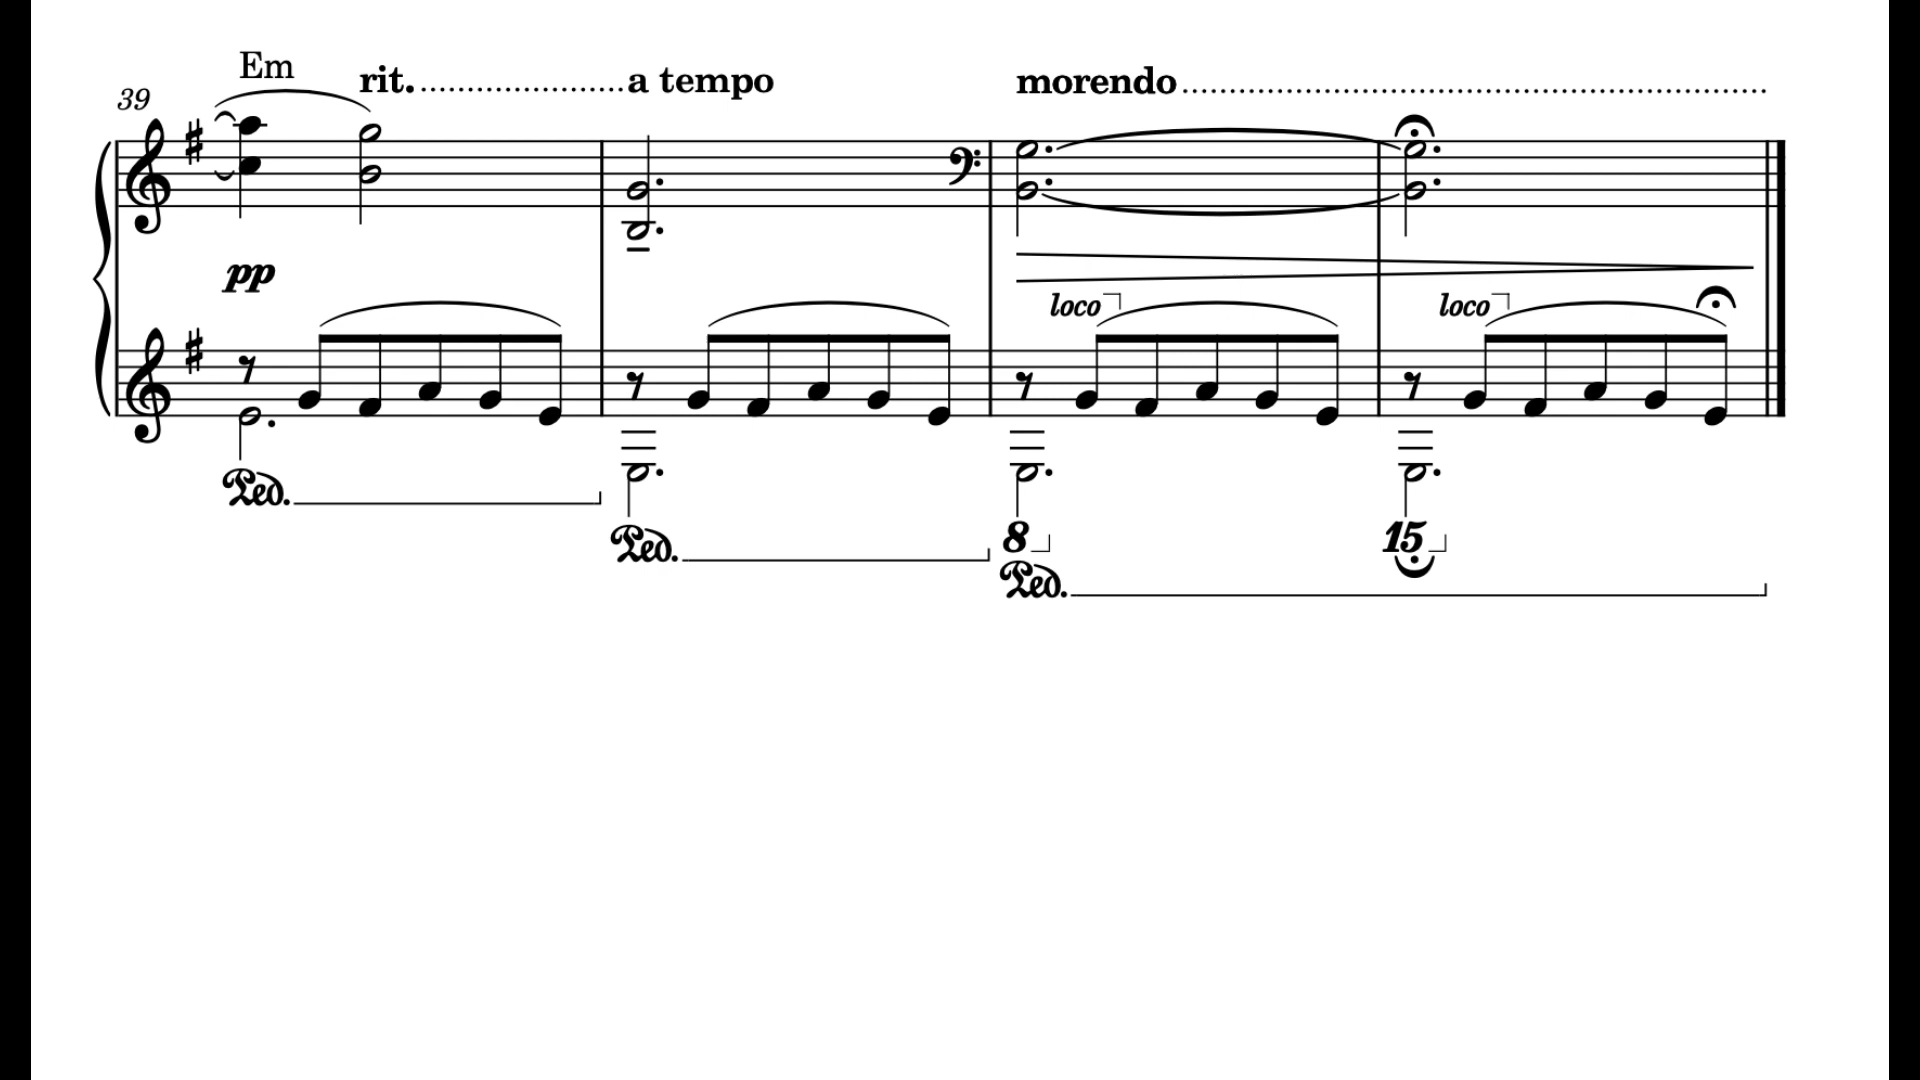 Em
rit. a tempo morendo
39
pp
loco loco
Ped.
Ped. 8 15
Ped.